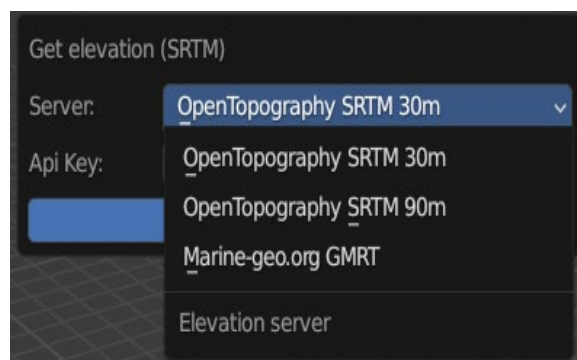 Get elevation (SRTM)
Server: OpenTopography SRTM 30m
Api Key:
OpenTopography SRTM 30m
OpenTopography SRTM 90m
Marine-geo.org GMRT
Elevation server